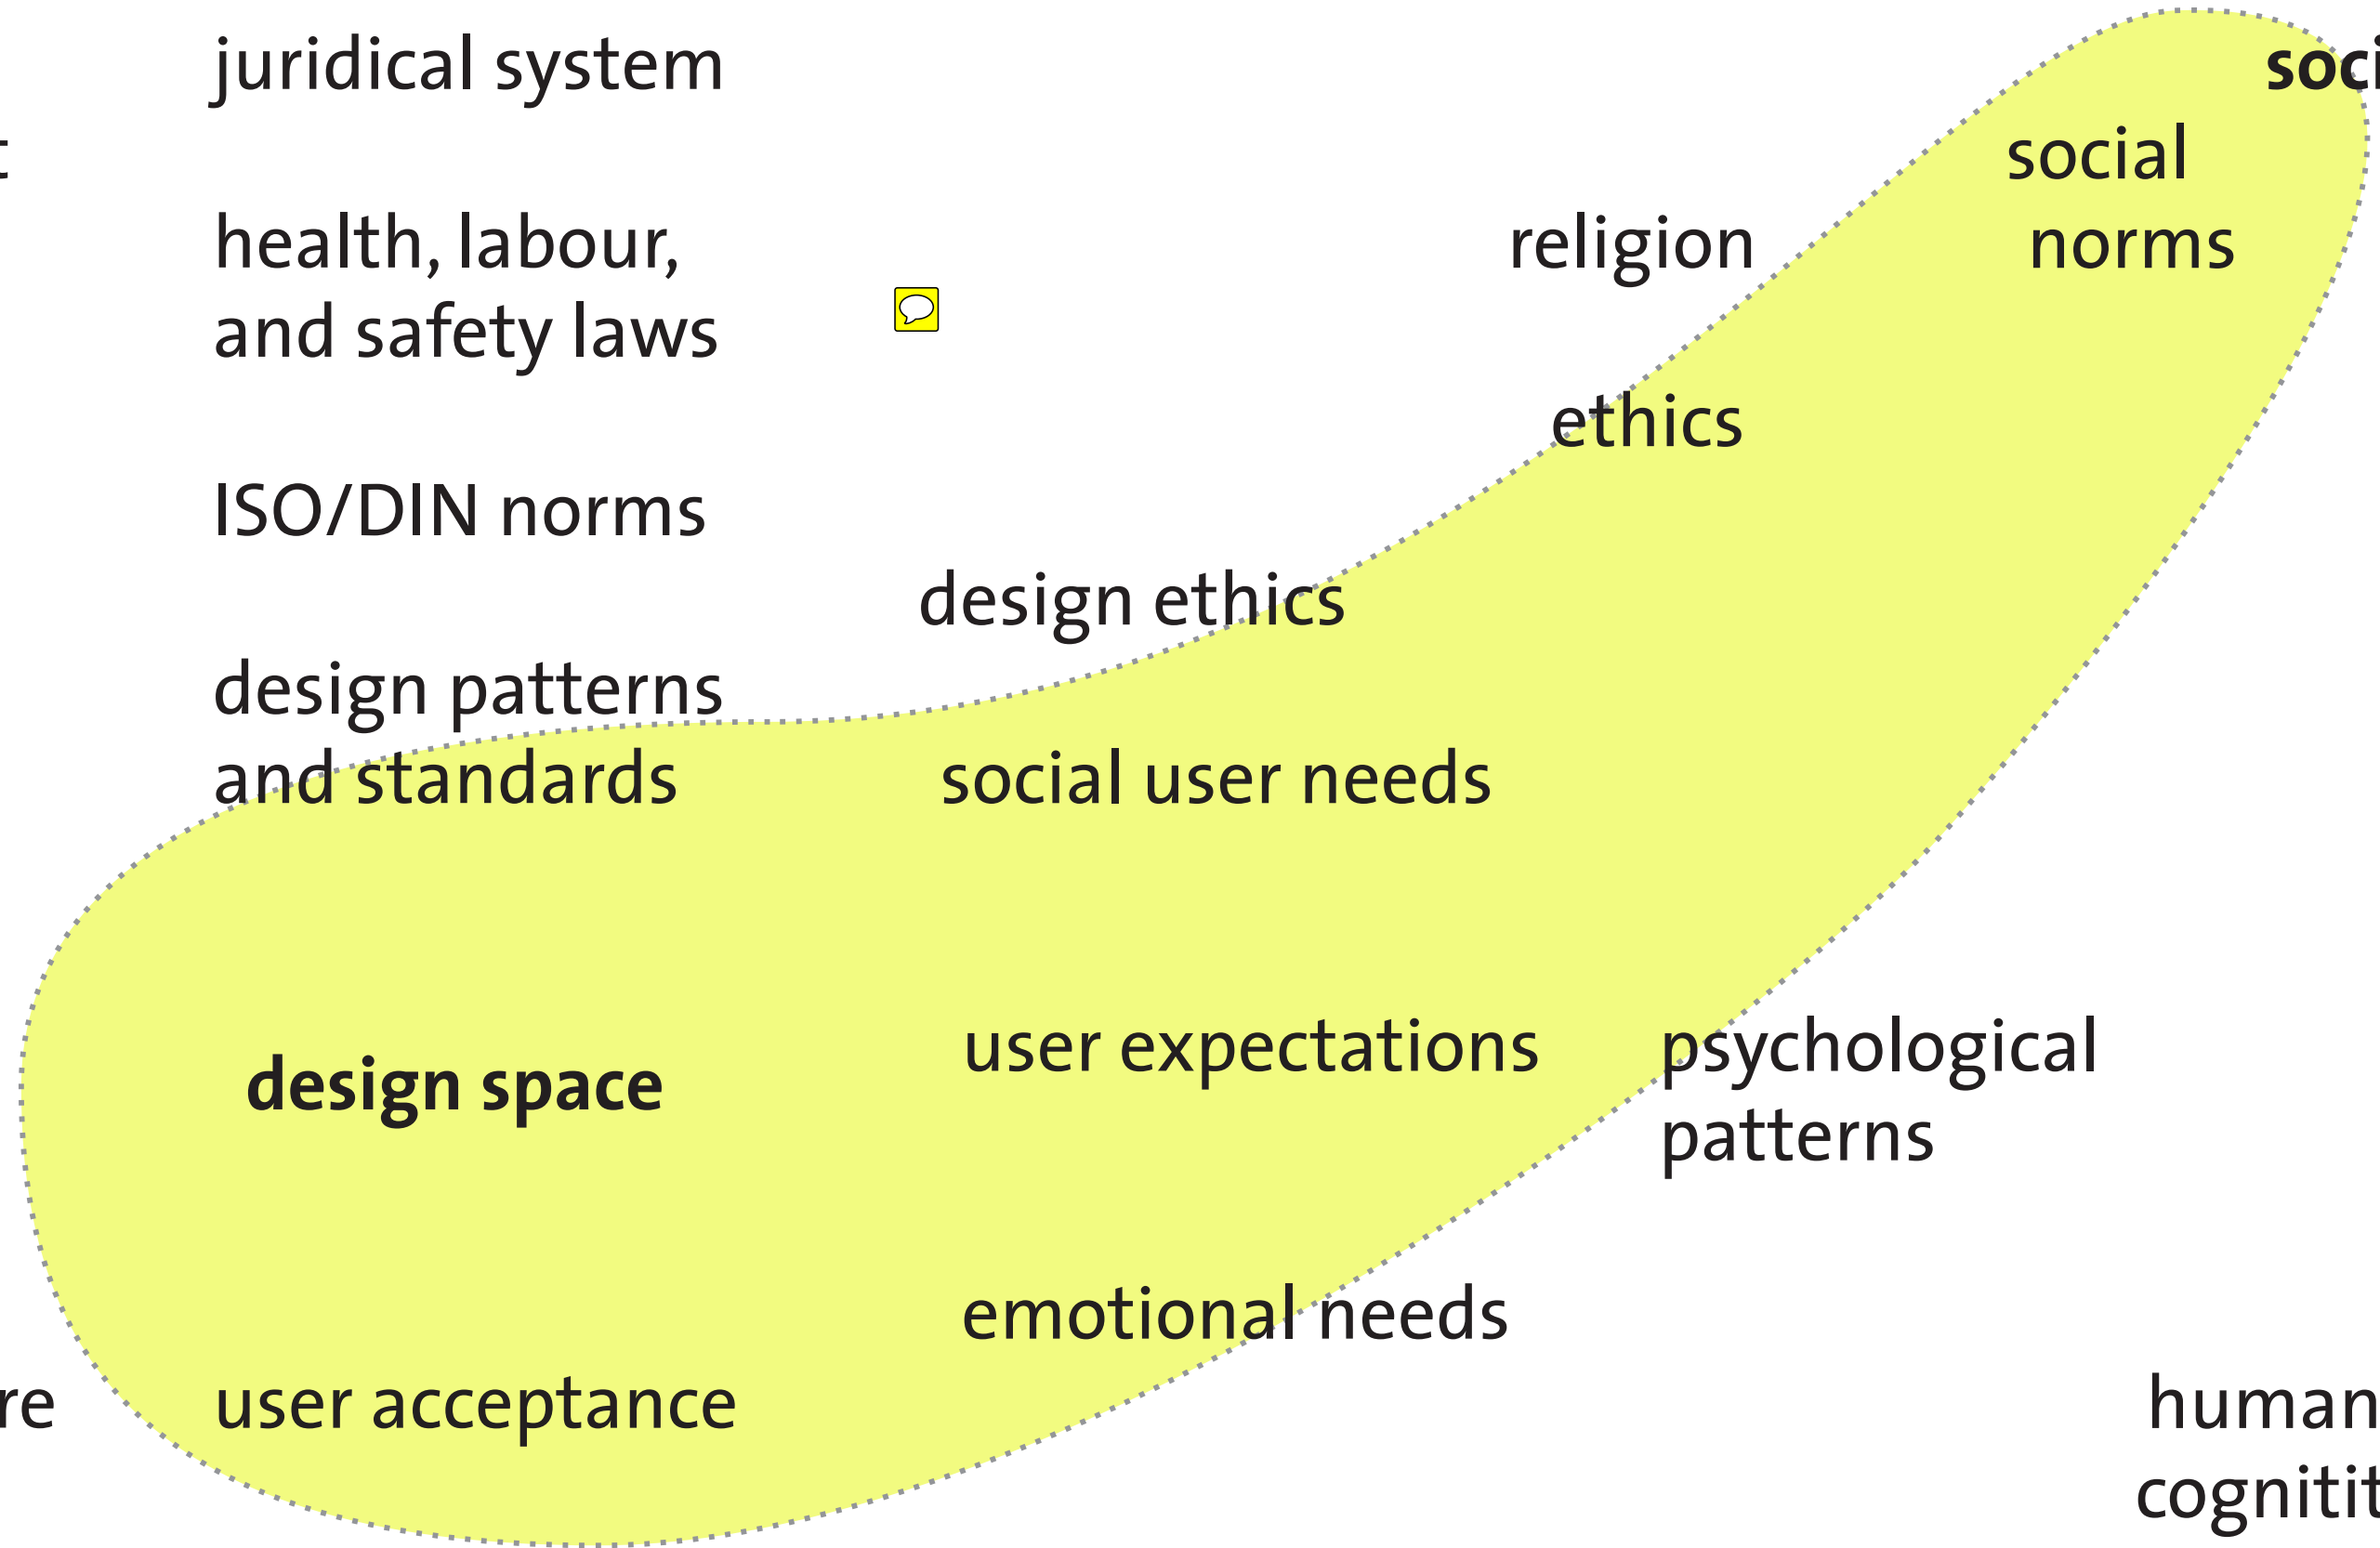 juridical system
health, labour,
and safety laws
ISO/DIN norms
design patterns
and standards
design space
user acceptance
design ethics
social user needs
user expectations
emotional needs
religion
ethics
psychological
patterns
social
norms
human